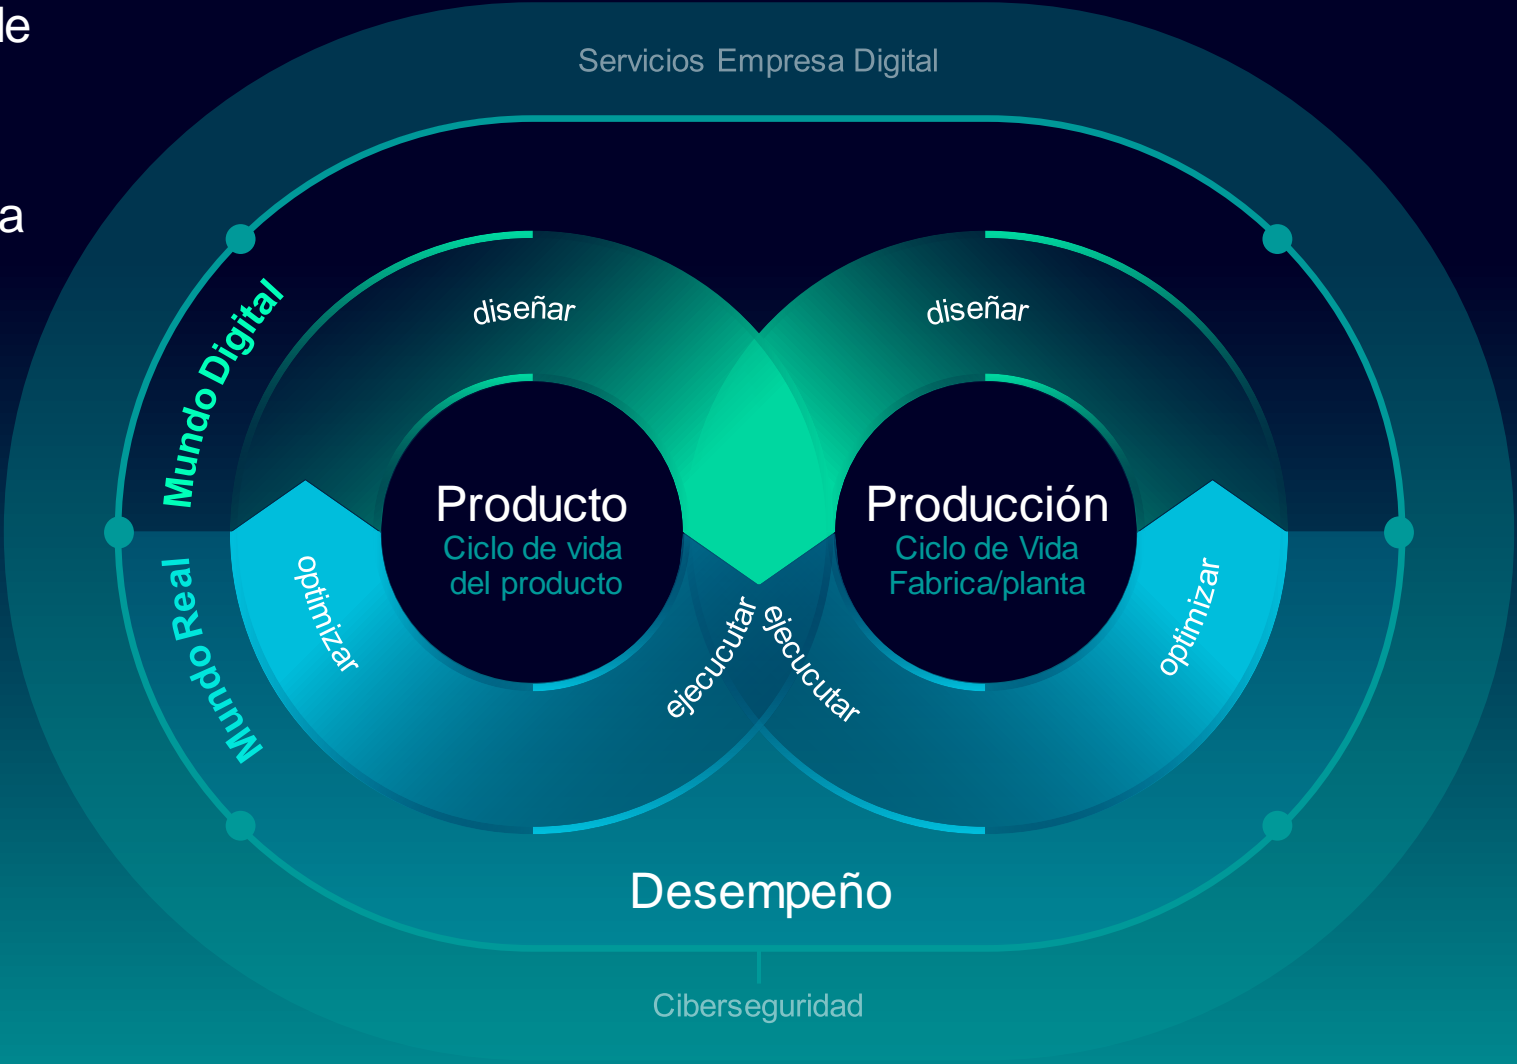 le
a
Servicios Empresa Digital
Mundo Digital
diseñar
diseñar
Producto
Ciclo de vida
del producto
Producción
Ciclo de Vida
Fabrica/planta
Mundo Real
optimizar
ejecucutar
ejecucutar
optimizar
Desempeño
Ciberseguridad